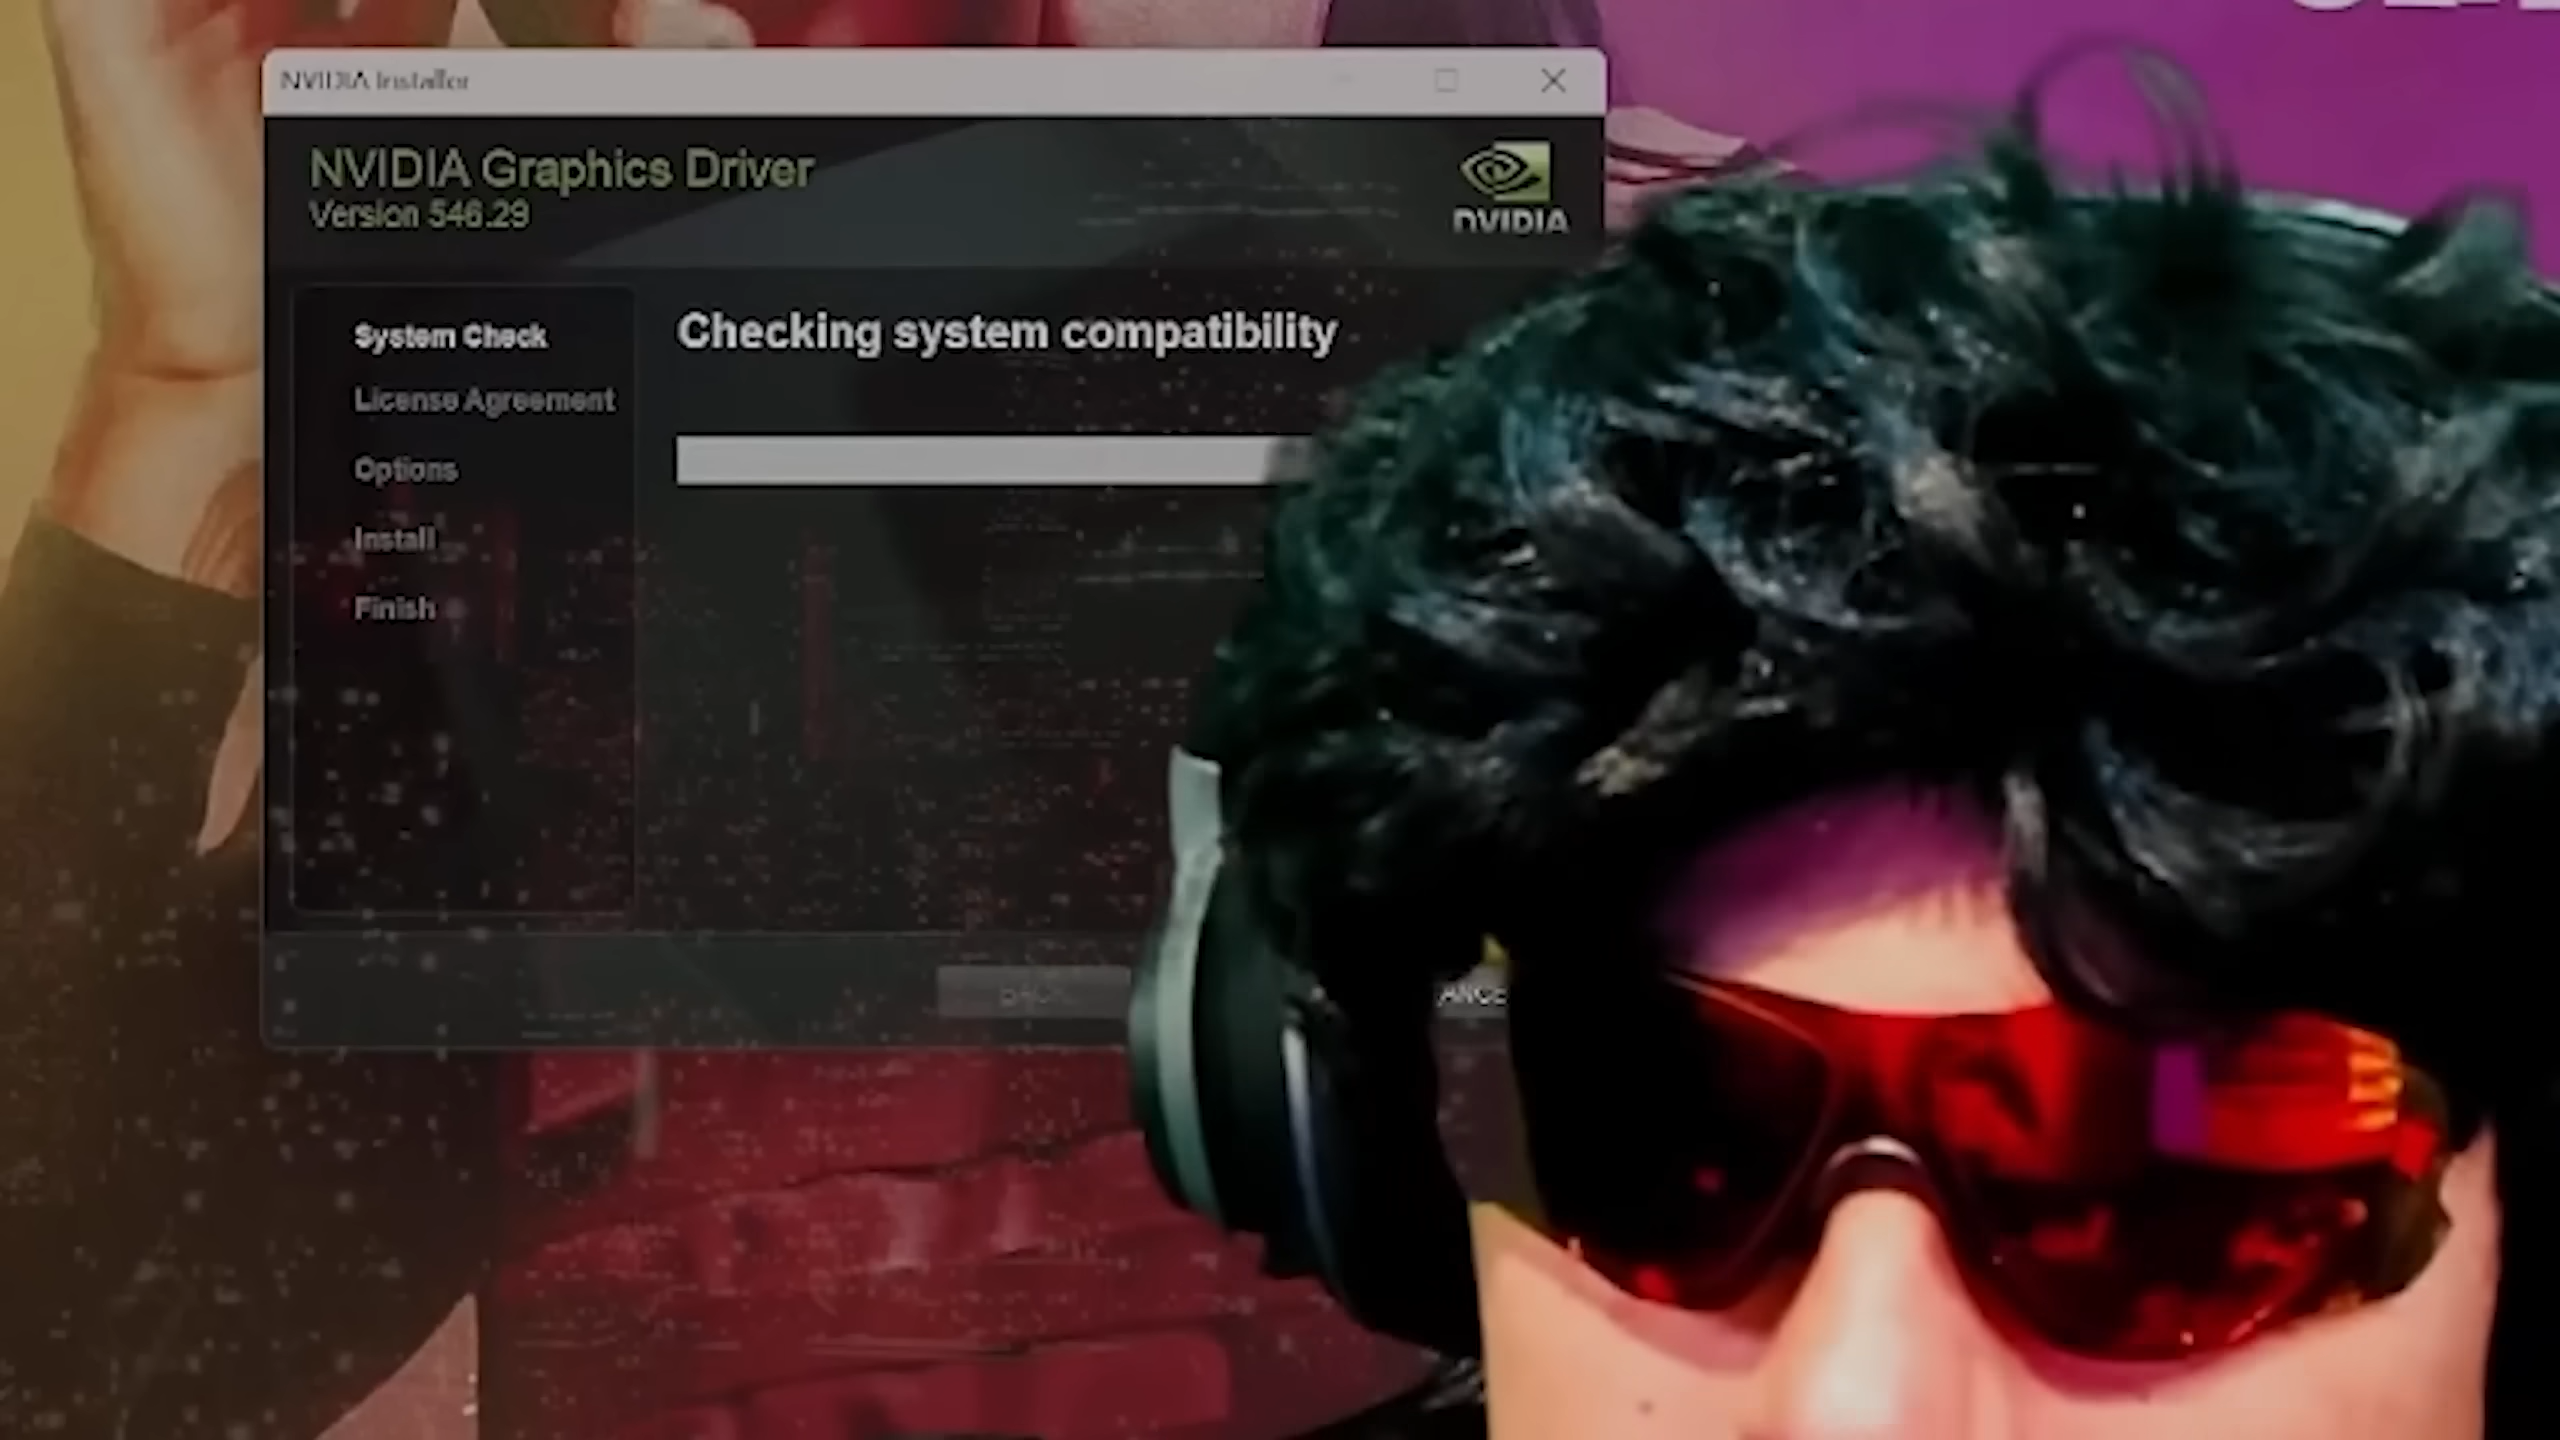 NVIDIA Installer
NVIDIA Graphics Driver
Version 546.29
NVIDIA
System Check
License Agreement
Options
Install
Finish
Checking system compatibility
BACK